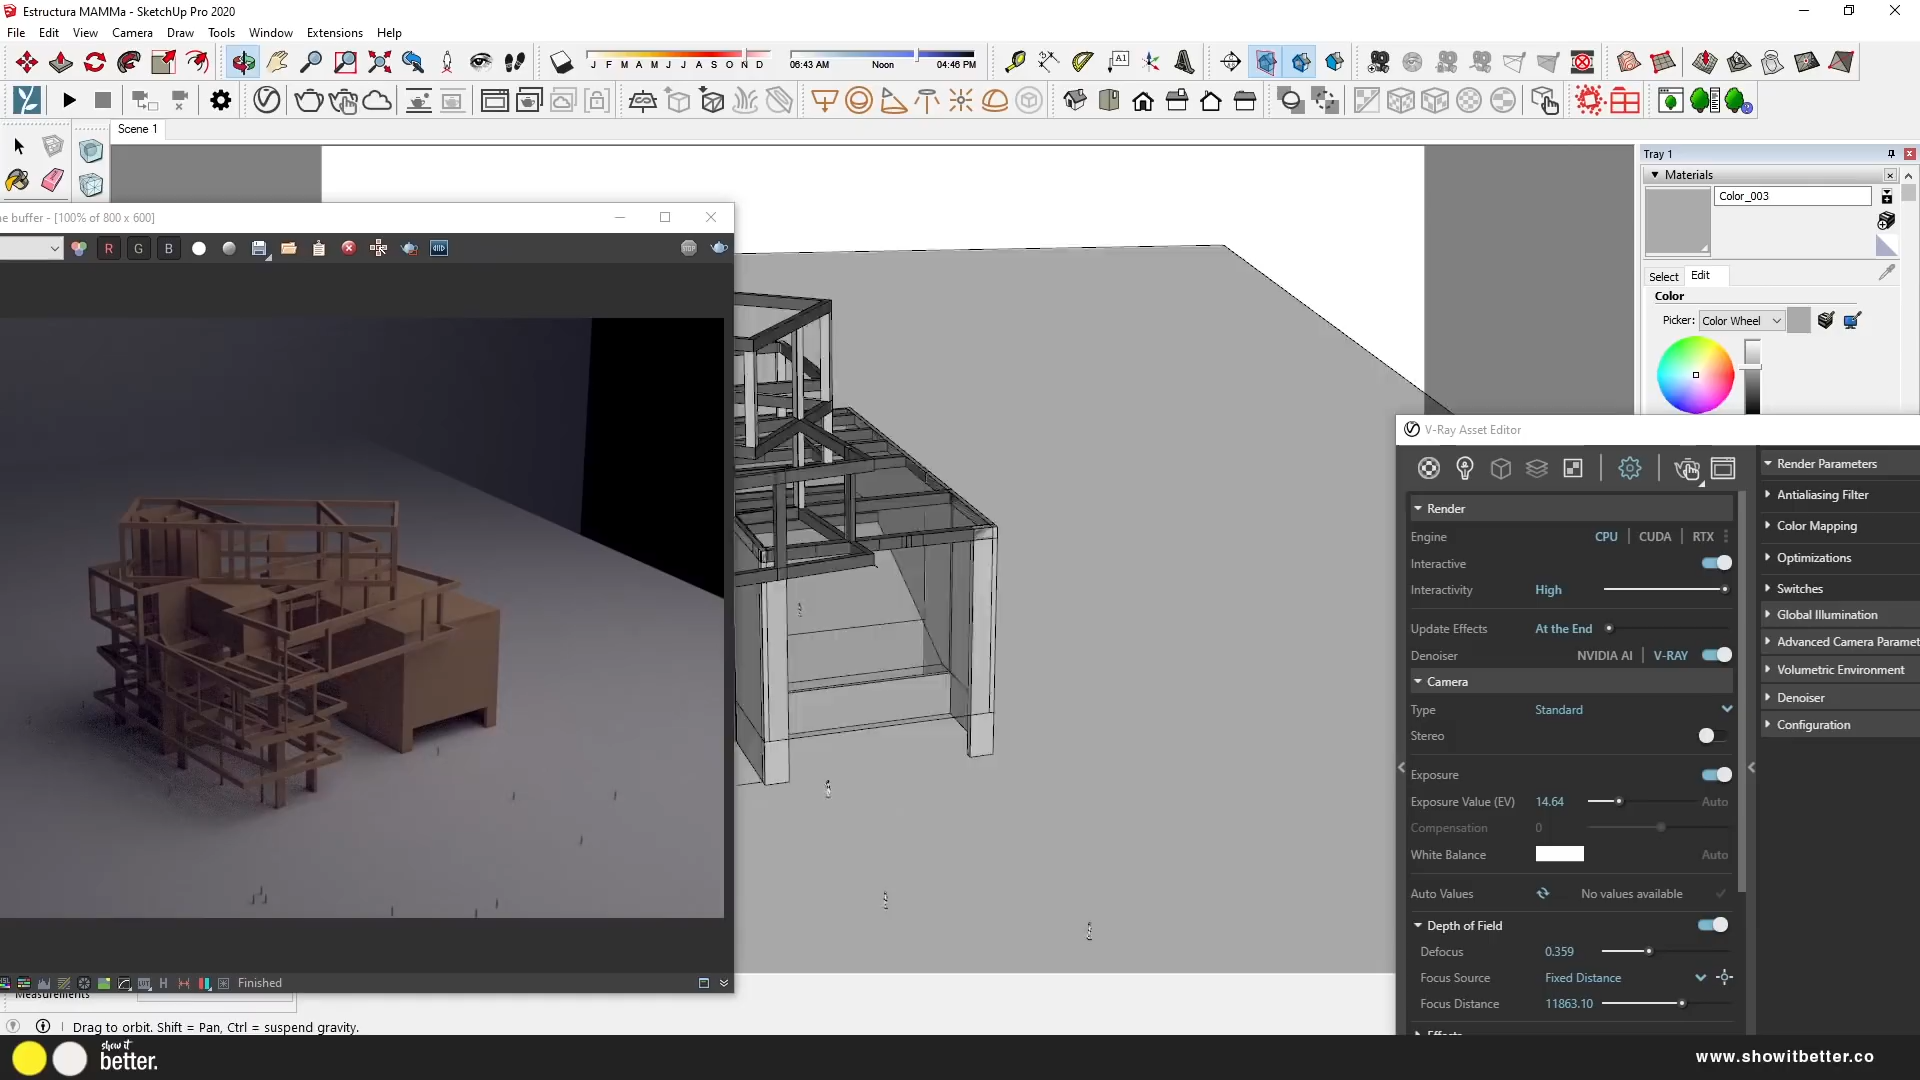 Estructura MAMMa - SketchUp Pro 2020
File Edit View Camera Draw Tools Window Extensions Help
J F M A M J J A S O N D
06:43 AM Noon 04:46 PM
A1
Scene 1
Tray 1
Materials
Color_003
Select Edit
Color
Picker: Color Wheel
e buffer - [100% of 800 x 600]
R G B
STOP
Finished
Measurements
Drag to orbit. Shift = Pan, Ctrl = suspend gravity.
V-Ray Asset Editor
Render
Engine CPU CUDA RTX
Interactive
Interactivity High
Update Effects At the End
Denoiser NVIDIA AI V-RAY
Camera
Type Standard
Stereo
Exposure
Exposure Value (EV) 14.64 Auto
Compensation 0
White Balance Auto
Auto Values No values available
Depth of Field
Defocus 0.359
Focus Source Fixed Distance
Focus Distance 11863.10
Effects
Render Parameters
Antialiasing Filter
Color Mapping
Optimizations
Switches
Global Illumination
Advanced Camera Paramet
Volumetric Environment
Denoiser
Configuration
show it
better.
www.showitbetter.co